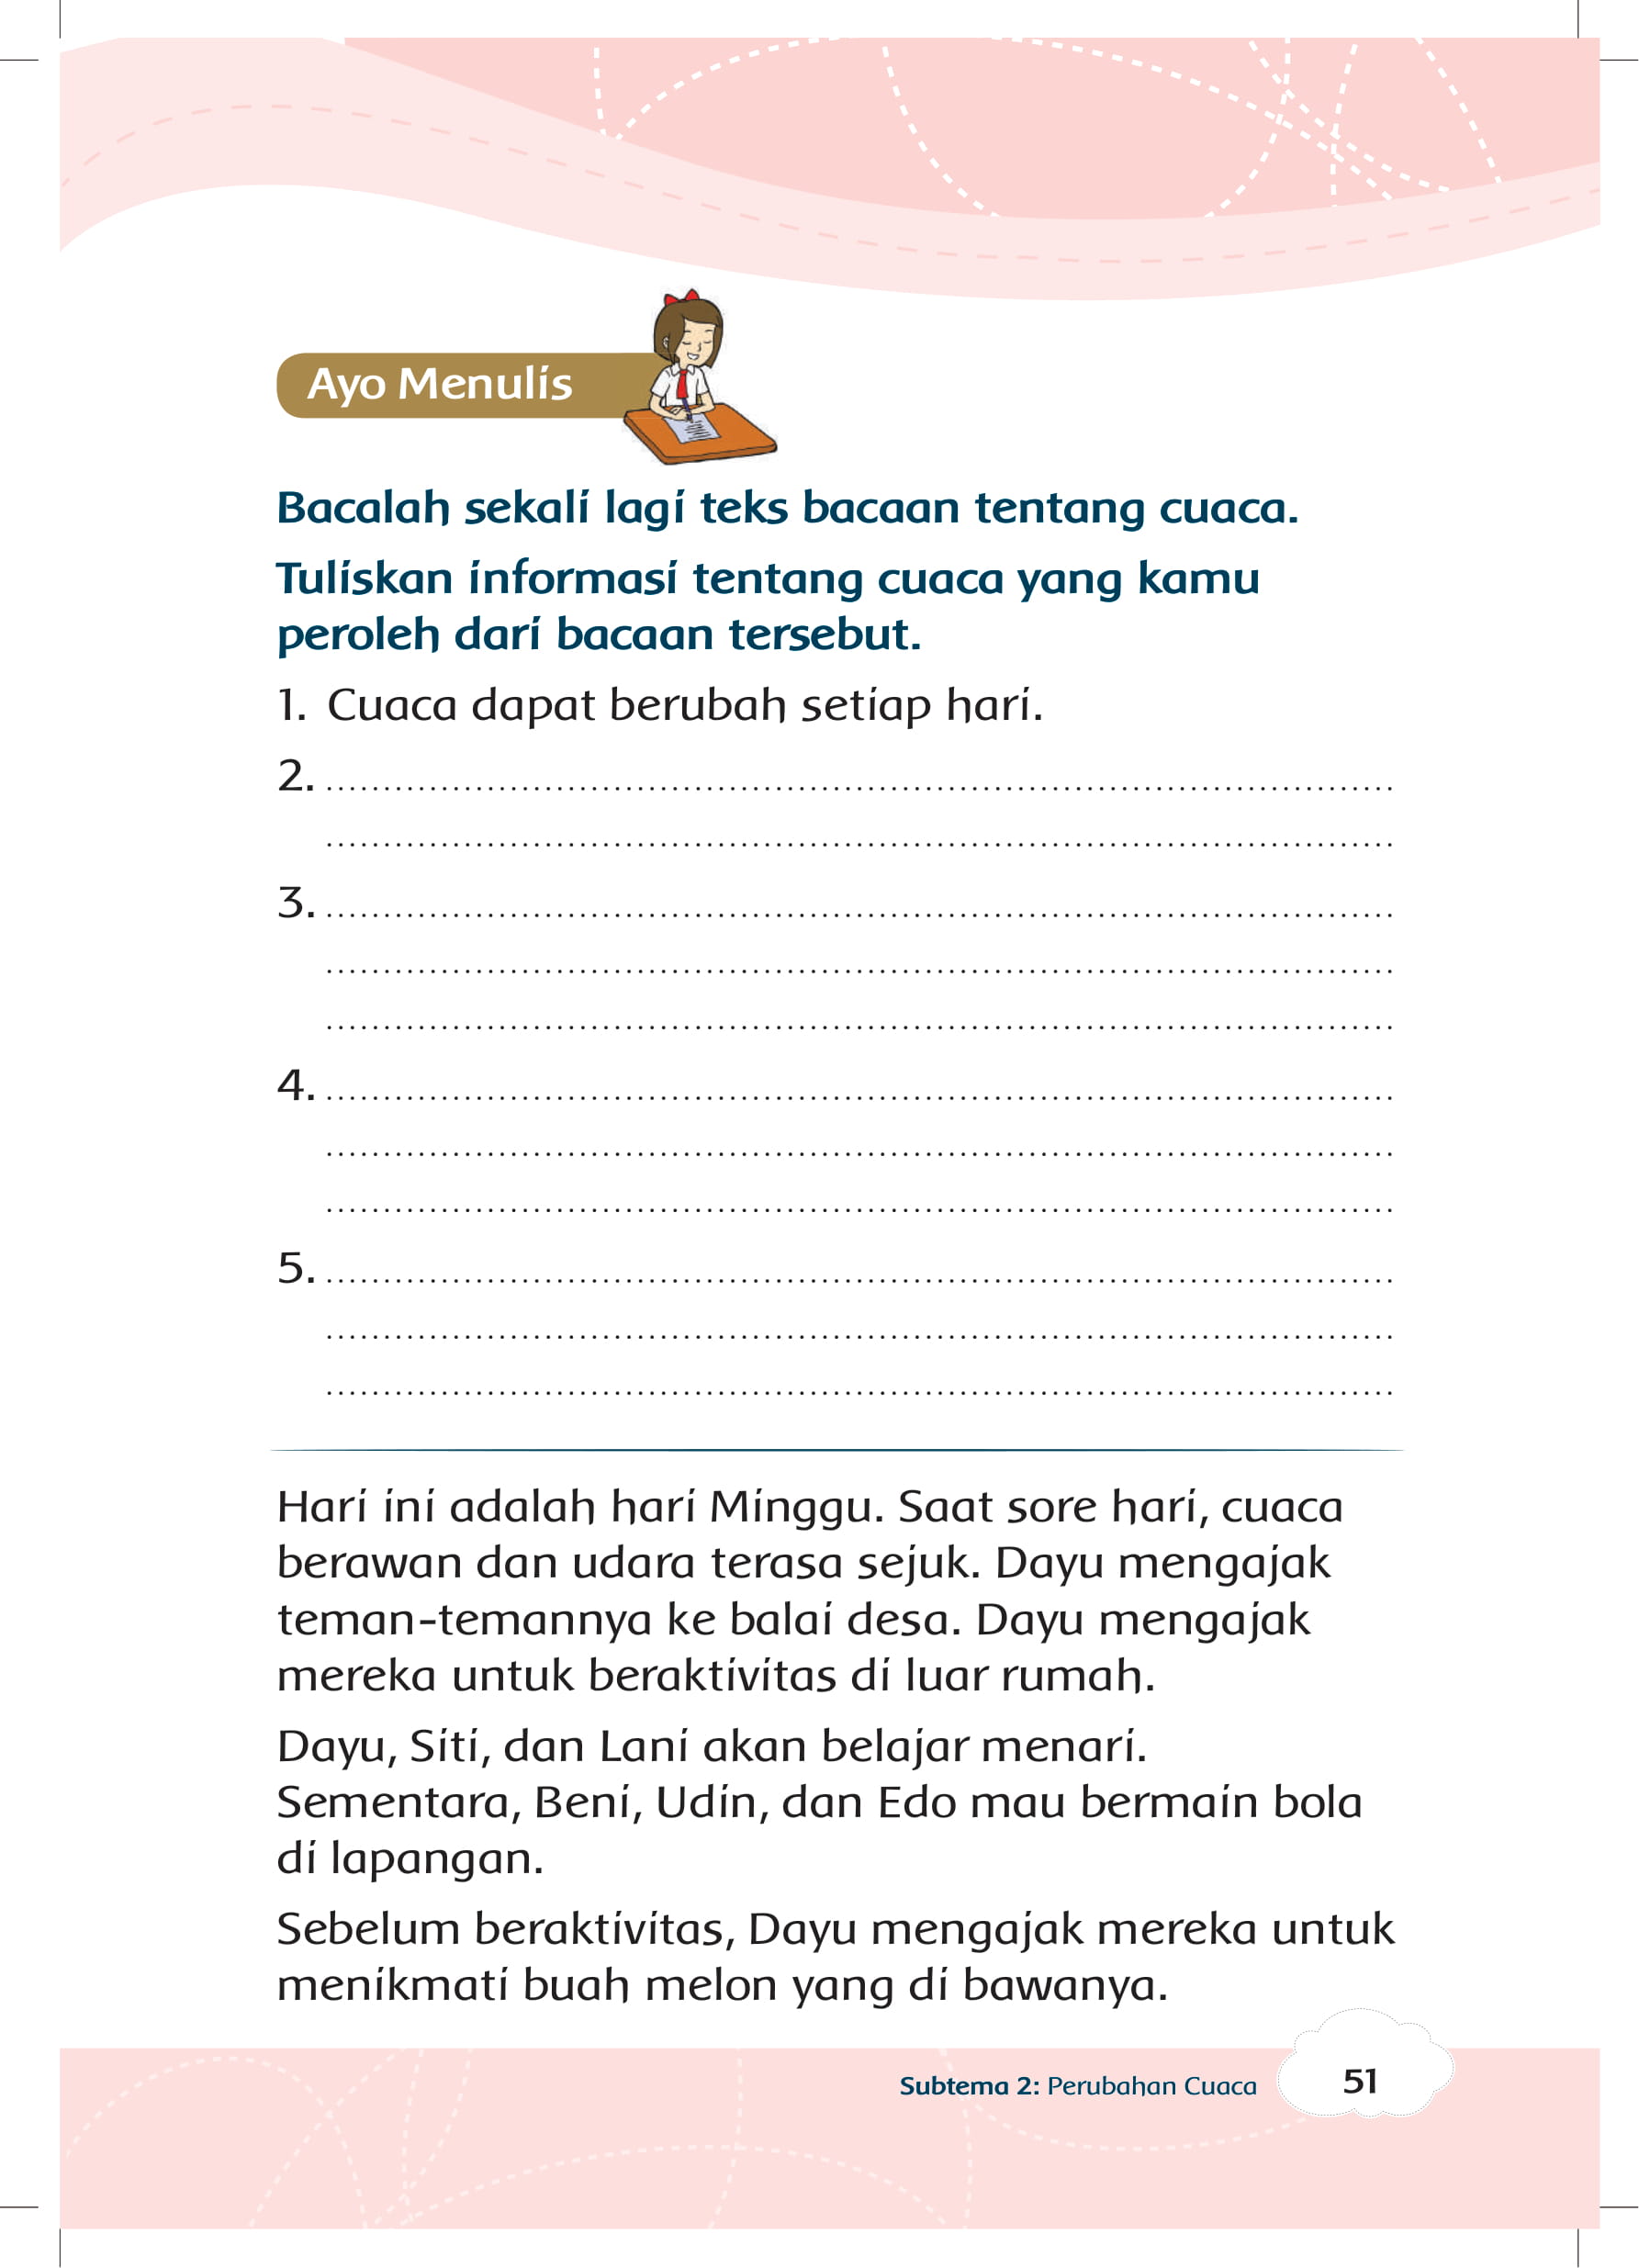 Ayo Menulis
Bacalah sekali lagi teks bacaan tentang cuaca.
Tuliskan informasi tentang cuaca yang kamu
peroleh dari bacaan tersebut.
1. Cuaca dapat berubah setiap hari.
2. ......................................................................................
......................................................................................
3. ......................................................................................
......................................................................................
......................................................................................
4. ......................................................................................
......................................................................................
......................................................................................
5. ......................................................................................
......................................................................................
......................................................................................
Hari ini adalah hari Minggu. Saat sore hari, cuaca
berawan dan udara terasa sejuk. Dayu mengajak
teman-temannya ke balai desa. Dayu mengajak
mereka untuk beraktivitas di luar rumah.
Dayu, Siti, dan Lani akan belajar menari.
Sementara, Beni, Udin, dan Edo mau bermain bola
di lapangan.
Sebelum beraktivitas, Dayu mengajak mereka untuk
menikmati buah melon yang di bawanya.
Subtema 2: Perubahan Cuaca
51